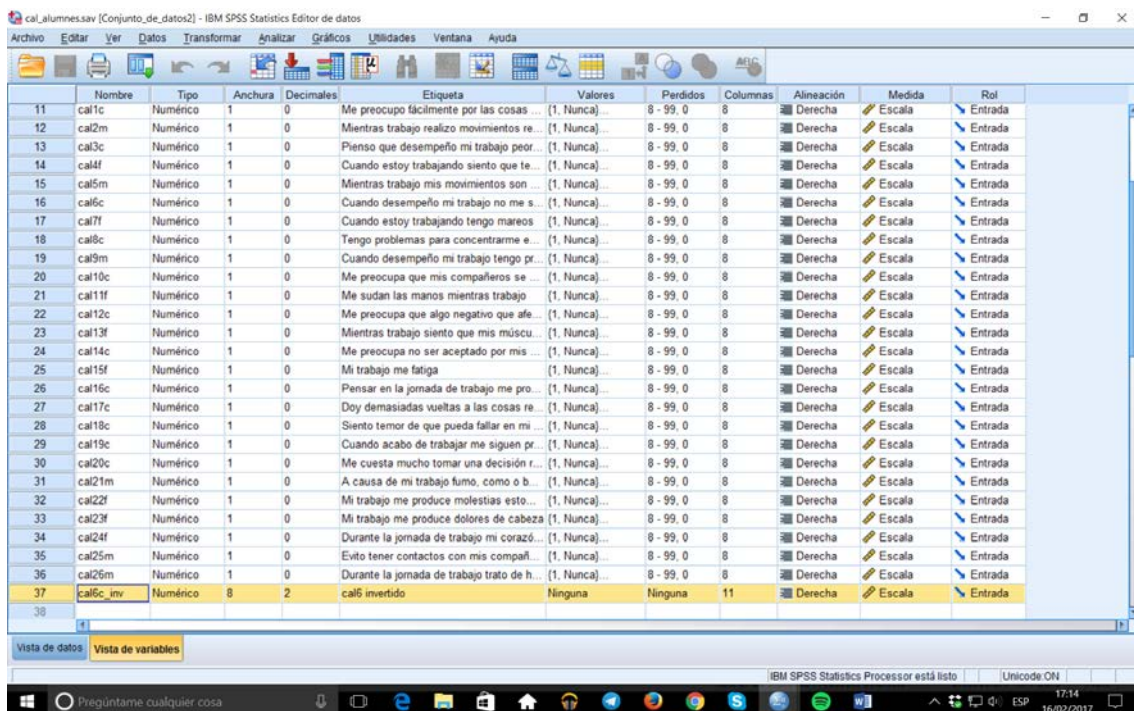 cal_alumnes.sav [Conjunto_de_datos2] - IBM SPSS Statistics Editor de datos
Archivo Editar Ver Datos Transformar Analizar Gráficos Utilidades Ventana Ayuda
Nombre Tipo Anchura Decimales Etiqueta Valores Perdidos Columnas Alineación Medida Rol
11 cal1c Numérico 1 0 Me preocupo fácilmente por las cosas ... {1, Nunca}... 8 - 99, 0 8 Derecha Escala Entrada
12 cal2m Numérico 1 0 Mientras trabajo realizo movimientos re... {1, Nunca}... 8 - 99, 0 8 Derecha Escala Entrada
13 cal3c Numérico 1 0 Pienso que desempeño mi trabajo peor... {1, Nunca}... 8 - 99, 0 8 Derecha Escala Entrada
14 cal4f Numérico 1 0 Cuando estoy trabajando siento que te... {1, Nunca}... 8 - 99, 0 8 Derecha Escala Entrada
15 cal5m Numérico 1 0 Mientras trabajo mis movimientos son ... {1, Nunca}... 8 - 99, 0 8 Derecha Escala Entrada
16 cal6c Numérico 1 0 Cuando desempeño mi trabajo no me s... {1, Nunca}... 8 - 99, 0 8 Derecha Escala Entrada
17 cal7f Numérico 1 0 Cuando estoy trabajando tengo mareos {1, Nunca}... 8 - 99, 0 8 Derecha Escala Entrada
18 cal8c Numérico 1 0 Tengo problemas para concentrarme e... {1, Nunca}... 8 - 99, 0 8 Derecha Escala Entrada
19 cal9m Numérico 1 0 Cuando desempeño mi trabajo tengo pr... {1, Nunca}... 8 - 99, 0 8 Derecha Escala Entrada
20 cal10c Numérico 1 0 Me preocupa que mis compañeros se ... {1, Nunca}... 8 - 99, 0 8 Derecha Escala Entrada
21 cal11f Numérico 1 0 Me sudan las manos mientras trabajo {1, Nunca}... 8 - 99, 0 8 Derecha Escala Entrada
22 cal12c Numérico 1 0 Me preocupa que algo negativo que afe... {1, Nunca}... 8 - 99, 0 8 Derecha Escala Entrada
23 cal13f Numérico 1 0 Mientras trabajo siento que mis múscu... {1, Nunca}... 8 - 99, 0 8 Derecha Escala Entrada
24 cal14c Numérico 1 0 Me preocupa no ser aceptado por mis ... {1, Nunca}... 8 - 99, 0 8 Derecha Escala Entrada
25 cal15f Numérico 1 0 Mi trabajo me fatiga {1, Nunca}... 8 - 99, 0 8 Derecha Escala Entrada
26 cal16c Numérico 1 0 Pensar en la jornada de trabajo me pro... {1, Nunca}... 8 - 99, 0 8 Derecha Escala Entrada
27 cal17c Numérico 1 0 Doy demasiadas vueltas a las cosas re... {1, Nunca}... 8 - 99, 0 8 Derecha Escala Entrada
28 cal18c Numérico 1 0 Siento temor de que pueda fallar en mi ... {1, Nunca}... 8 - 99, 0 8 Derecha Escala Entrada
29 cal19c Numérico 1 0 Cuando acabo de trabajar me siguen pr... {1, Nunca}... 8 - 99, 0 8 Derecha Escala Entrada
30 cal20c Numérico 1 0 Me cuesta mucho tomar una decisión r... {1, Nunca}... 8 - 99, 0 8 Derecha Escala Entrada
31 cal21m Numérico 1 0 A causa de mi trabajo fumo, como o b... {1, Nunca}... 8 - 99, 0 8 Derecha Escala Entrada
32 cal22f Numérico 1 0 Mi trabajo me produce molestias esto... {1, Nunca}... 8 - 99, 0 8 Derecha Escala Entrada
33 cal23f Numérico 1 0 Mi trabajo me produce dolores de cabeza {1, Nunca}... 8 - 99, 0 8 Derecha Escala Entrada
34 cal24f Numérico 1 0 Durante la jornada de trabajo mi corazó... {1, Nunca}... 8 - 99, 0 8 Derecha Escala Entrada
35 cal25m Numérico 1 0 Evito tener contactos con mis compañ... {1, Nunca}... 8 - 99, 0 8 Derecha Escala Entrada
36 cal26m Numérico 1 0 Durante la jornada de trabajo trato de h... {1, Nunca}... 8 - 99, 0 8 Derecha Escala Entrada
37 cal6c_inv Numérico 8 2 cal6 invertido Ninguna Ninguna 11 Derecha Escala Entrada
38
Vista de datos Vista de variables
IBM SPSS Statistics Processor está listo Unicode:ON
Pregúntame cualquier cosa ESP 17:14
16/02/2017